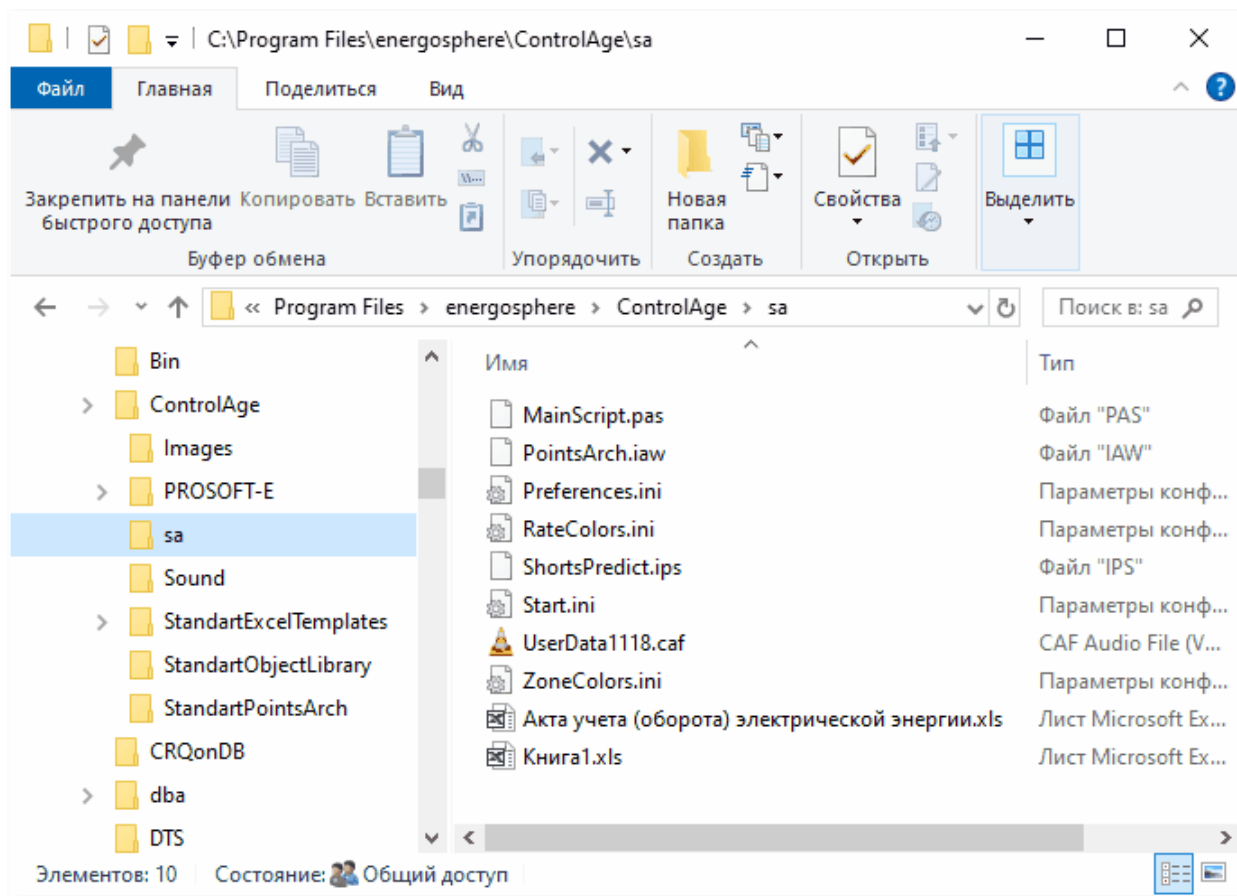 C:\Program Files\energosphere\ControlAge\sa
Файл Главная Поделиться Вид
Закрепить на панели быстрого доступа
Копировать
Вставить
Буфер обмена
Упорядочить
Новая папка
Создать
Свойства
Открыть
Выделить
« Program Files > energosphere > ControlAge > sa
Поиск в: sa
Bin
ControlAge
Images
PROSOFT-E
sa
Sound
StandartExcelTemplates
StandartObjectLibrary
StandartPointsArch
CRQonDB
dba
DTS
Имя Тип
MainScript.pas Файл "PAS"
PointsArch.iaw Файл "IAW"
Preferences.ini Параметры конф...
RateColors.ini Параметры конф...
ShortsPredict.ips Файл "IPS"
Start.ini Параметры конф...
UserData1118.caf CAF Audio File (V...
ZoneColors.ini Параметры конф...
Акта учета (оборота) электрической энергии.xls Лист Microsoft Ex...
Книга1.xls Лист Microsoft Ex...
Элементов: 10 Состояние: Общий доступ